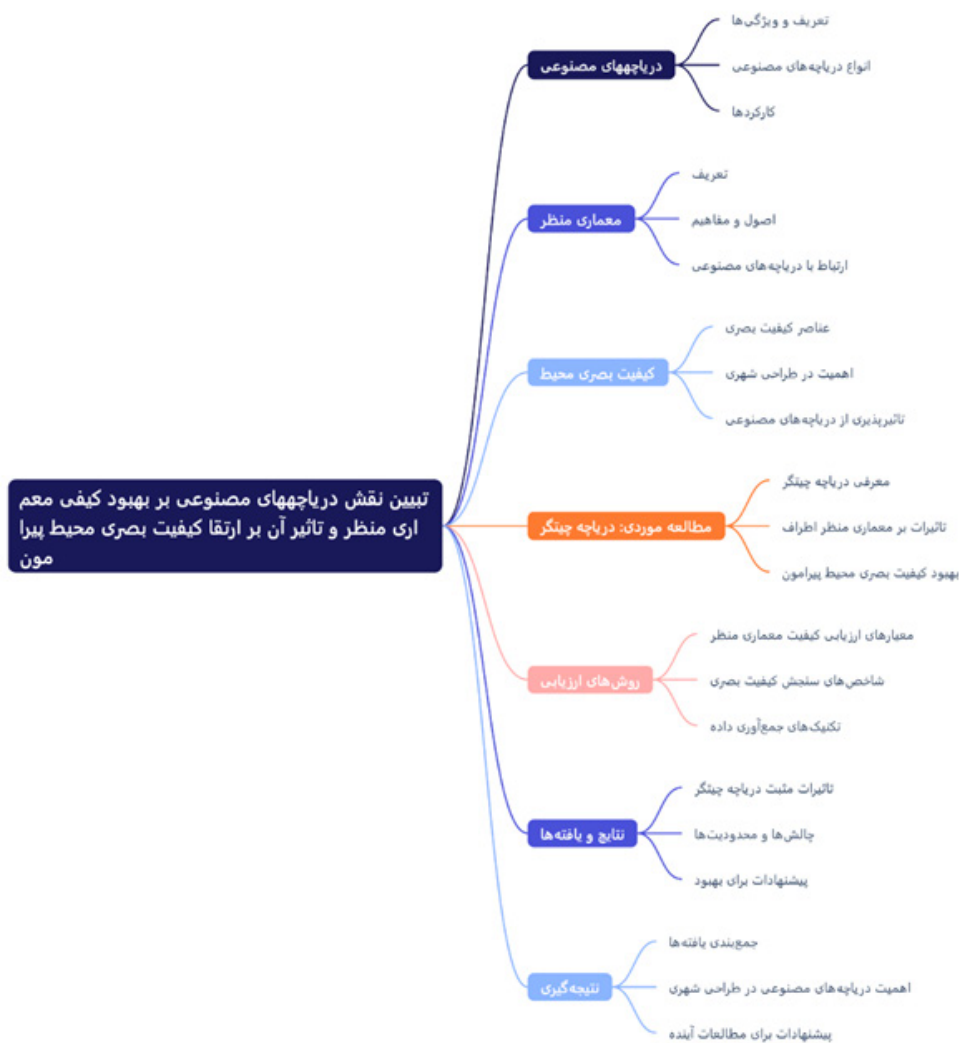 تبیین نقش دریاچههای مصنوعی بر بهبود کیفی معم
اری منظر و تاثیر آن بر ارتقا کیفیت بصری محیط پیرا
مون
دریاچههای مصنوعی
تعریف و ویژگی‌ها
انواع دریاچه‌های مصنوعی
کارکردها
معماری منظر
تعریف
اصول و مفاهیم
ارتباط با دریاچه‌های مصنوعی
کیفیت بصری محیط
عناصر کیفیت بصری
اهمیت در طراحی شهری
تاثیرپذیری از دریاچه‌های مصنوعی
مطالعه موردی: دریاچه چیتگر
معرفی دریاچه چیتگر
تاثیرات بر معماری منظر اطراف
بهبود کیفیت بصری محیط پیرامون
روش‌های ارزیابی
معیارهای ارزیابی کیفیت معماری منظر
شاخص‌های سنجش کیفیت بصری
تکنیک‌های جمع‌آوری داده
نتایج و یافته‌ها
تاثیرات مثبت دریاچه چیتگر
چالش‌ها و محدودیت‌ها
پیشنهادات برای بهبود
نتیجه‌گیری
جمع‌بندی یافته‌ها
اهمیت دریاچه‌های مصنوعی در طراحی شهری
پیشنهادات برای مطالعات آینده